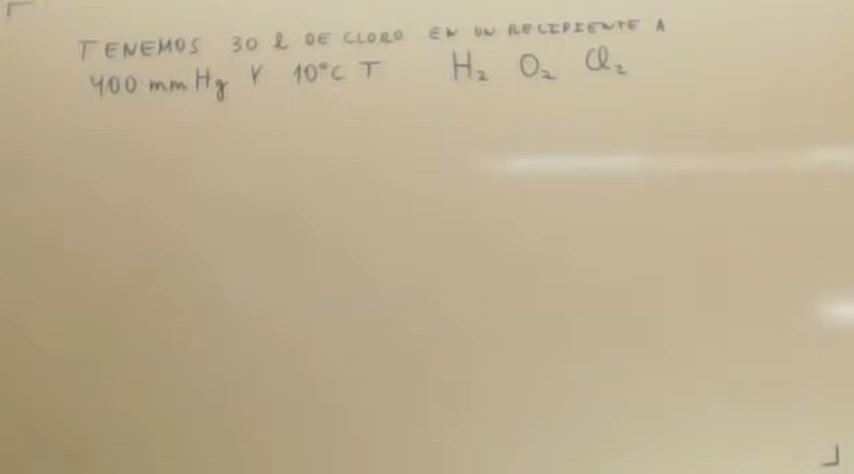 TENEMOS 30 l DE CLORO EN UN RECIPIENTE A
400 mm Hg Y 10°C T H₂ O₂ Cl₂